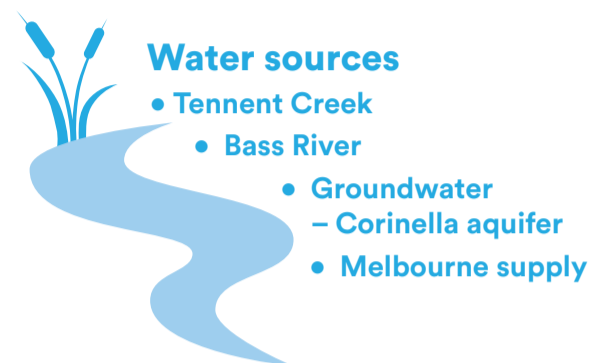 Water sources
• Tennent Creek
• Bass River
• Groundwater
– Corinella aquifer
• Melbourne supply